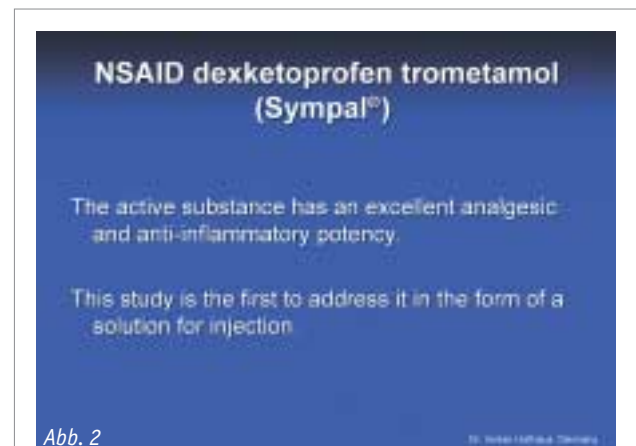 NSAID dexketoprofen trometamol
(Sympal©)
The active substance has an excellent analgesic
and anti-inflammatory potency.
This study is the first to address it in the form of a
solution for injection
Abb. 2
Germany